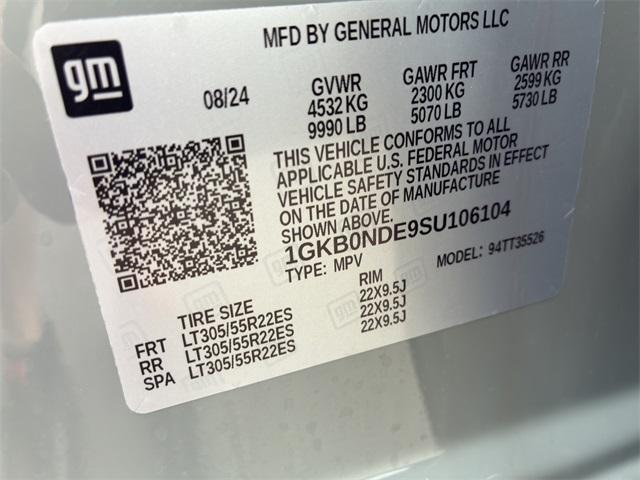 gm
MFD BY GENERAL MOTORS LLC
08/24
GVWR
4532 KG
9990 LB
GAWR FRT
2300 KG
5070 LB
GAWR RR
2599 KG
5730 LB
THIS VEHICLE CONFORMS TO ALL
APPLICABLE U.S. FEDERAL MOTOR
VEHICLE SAFETY STANDARDS IN EFFECT
ON THE DATE OF MANUFACTURE
SHOWN ABOVE.
1GKB0NDE9SU106104
TYPE: MPV
MODEL: 94TT35526
TIRE SIZE
RIM
FRT LT305/55R22ES 22X9.5J
RR LT305/55R22ES 22X9.5J
SPA LT305/55R22ES 22X9.5J